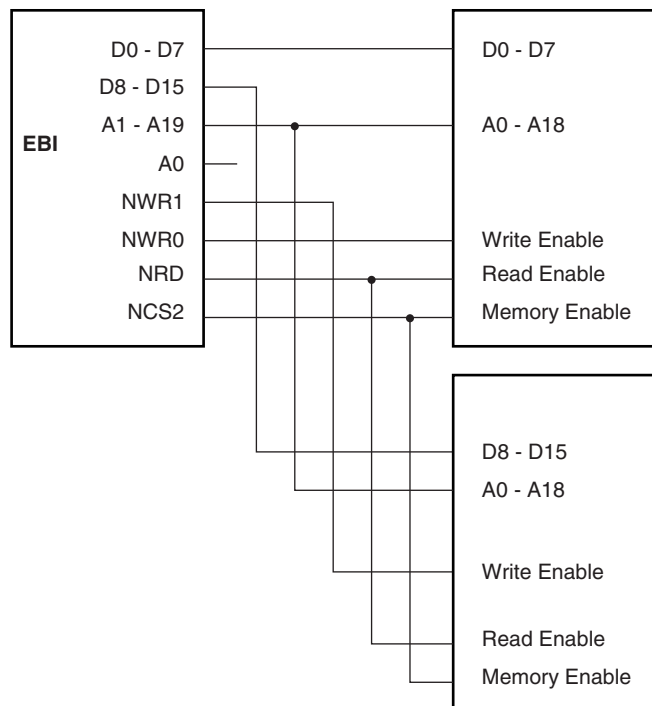 EBI
D0 - D7
D8 - D15
A1 - A19
A0
NWR1
NWR0
NRD
NCS2
D0 - D7
A0 - A18
Write Enable
Read Enable
Memory Enable
D8 - D15
A0 - A18
Write Enable
Read Enable
Memory Enable